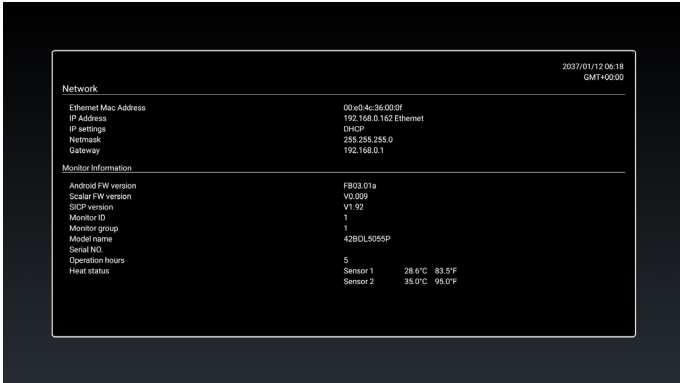 2037/01/12 06:18
GMT+00:00
Network
Ethernet Mac Address 00:e0:4c:36:00:0f
IP Address 192.168.0.162 Ethernet
IP settings DHCP
Netmask 255.255.255.0
Gateway 192.168.0.1
Monitor Information
Android FW version FB03.01a
Scalar FW version V0.009
SICP version V1.92
Monitor ID 1
Monitor group 1
Model name 42BDL5055P
Serial NO.
Operation hours 5
Heat status Sensor 1 28.6°C 83.5°F
Sensor 2 35.0°C 95.0°F